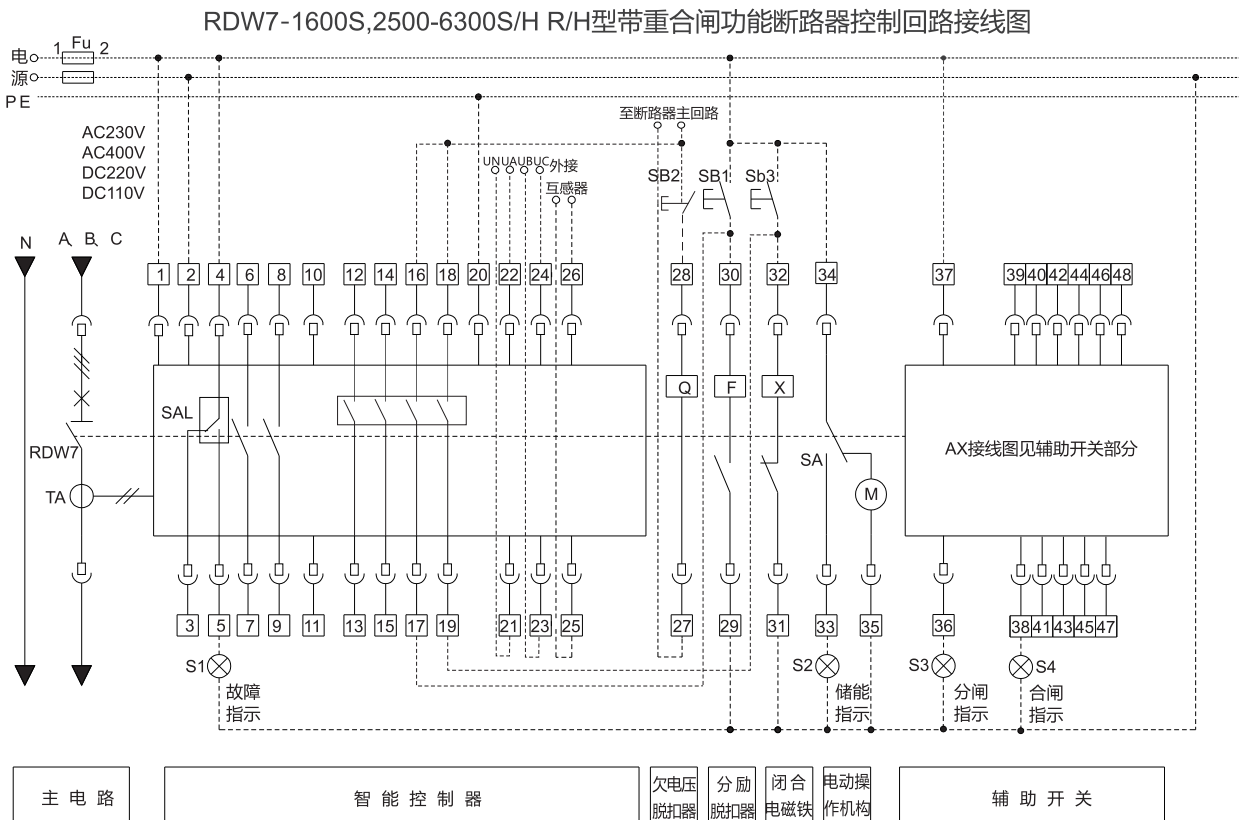 RDW7-1600S,2500-6300S/H R/H型带重合闸功能断路器控制回路接线图
电 1 Fu 2
源
PE
至断路器主回路
AC230V
AC400V
DC220V
DC110V
UN UA UB UC 外接
互感器
SB2 SB1 Sb3
N A、B、C
1 2 4 6 8 10 12 14 16 18 20 22 24 26 28 30 32 34 37 39 40 42 44 46 48
Q F X
SAL
RDW7
SA
AX接线图见辅助开关部分
TA
M
3 5 7 9 11 13 15 17 19 21 23 25 27 29 31 33 35 36 38 41 43 45 47
S1 S2 S3 S4
故障 储能 分闸 合闸
指示 指示 指示 指示
主电路
智能控制器
欠电压
脱扣器
分励
脱扣器
闭合
电磁铁
电动操
作机构
辅助开关